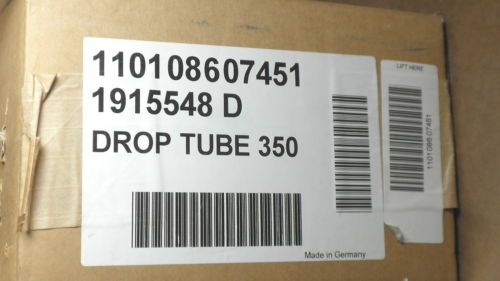 110108607451
1915548 D
DROP TUBE 350
Made in Germany
LIFT HERE
110108607451